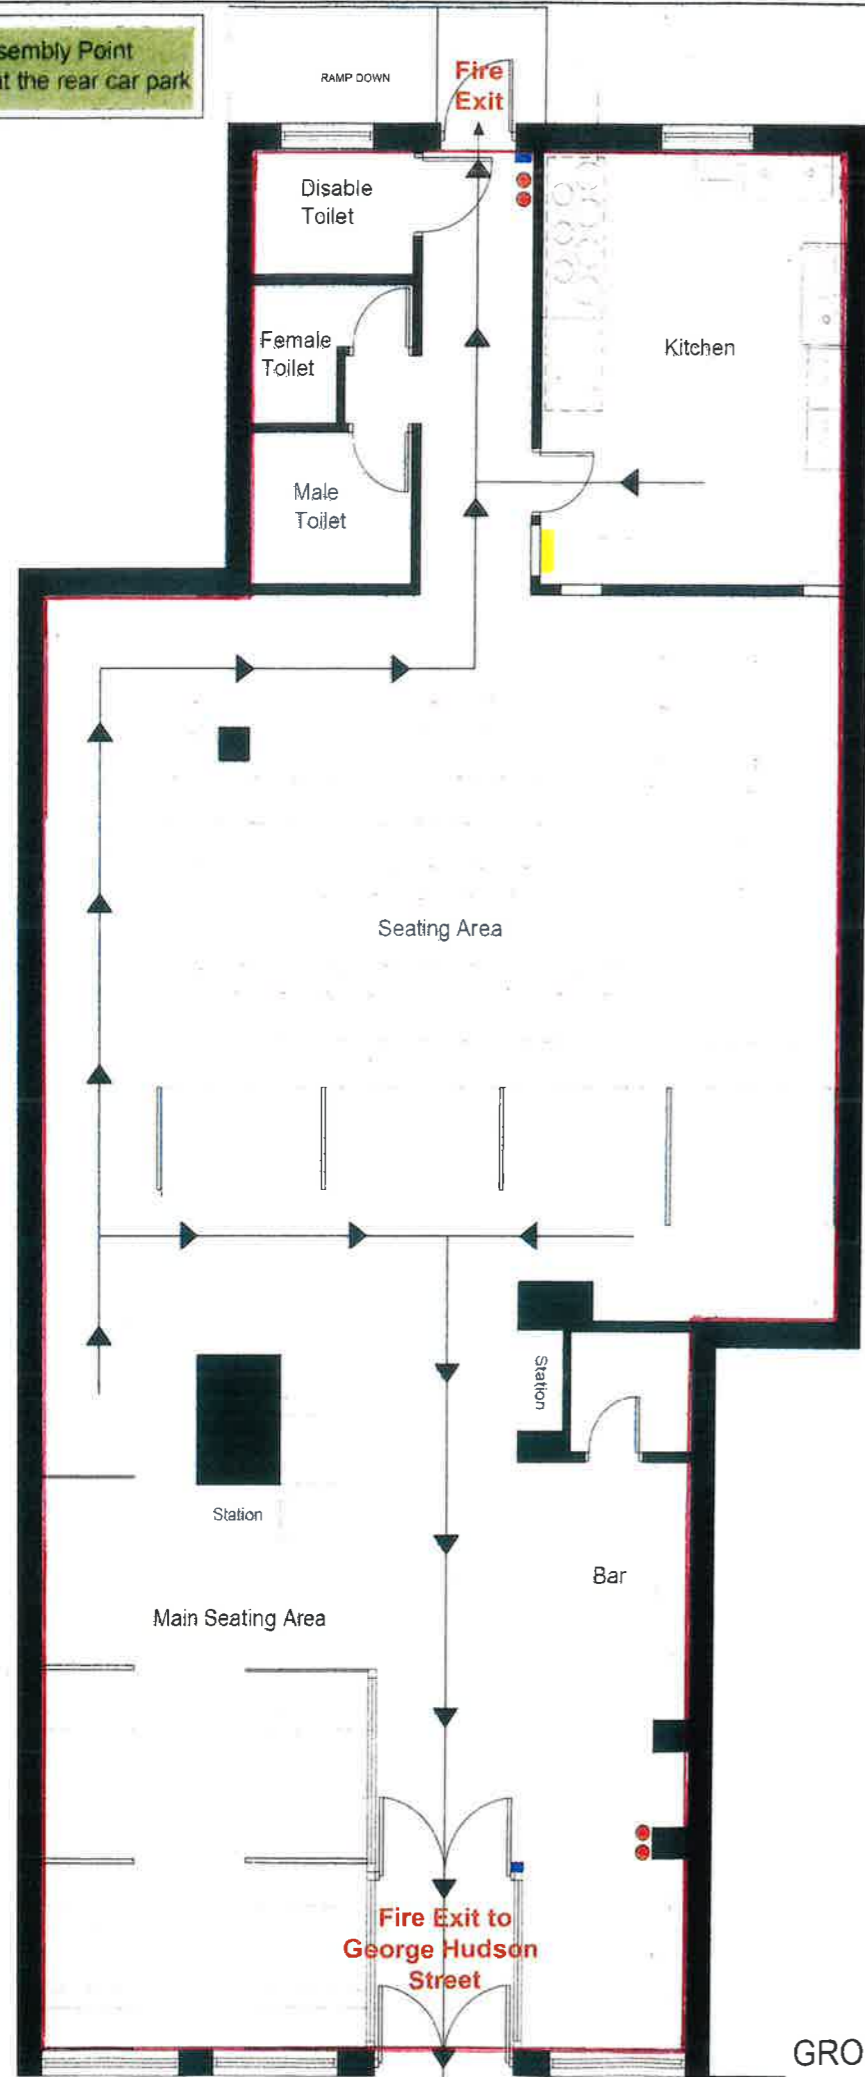 sembly Point
at the rear car park
RAMP DOWN
Fire
Exit
Disable
Toilet
Female
Toilet
Kitchen
Male
Toilet
Seating Area
Station
Station
Bar
Main Seating Area
Fire Exit to
George Hudson
Street
GRO